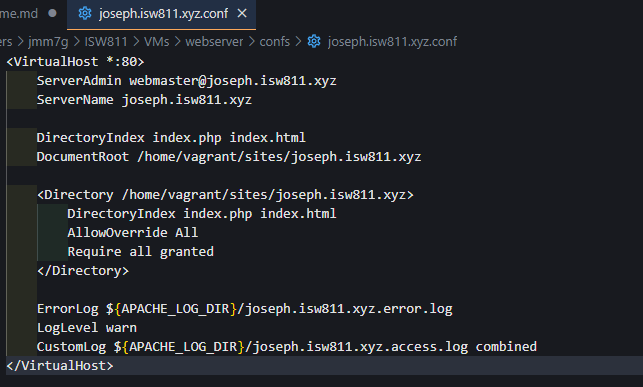 me.md
joseph.isw811.xyz.conf
ers > jmm7g > ISW811 > VMs > webserver > confs > joseph.isw811.xyz.conf
<VirtualHost *:80>
    ServerAdmin webmaster@joseph.isw811.xyz
    ServerName joseph.isw811.xyz

    DirectoryIndex index.php index.html
    DocumentRoot /home/vagrant/sites/joseph.isw811.xyz

    <Directory /home/vagrant/sites/joseph.isw811.xyz>
        DirectoryIndex index.php index.html
        AllowOverride All
        Require all granted
    </Directory>

    ErrorLog ${APACHE_LOG_DIR}/joseph.isw811.xyz.error.log
    LogLevel warn
    CustomLog ${APACHE_LOG_DIR}/joseph.isw811.xyz.access.log combined
</VirtualHost>